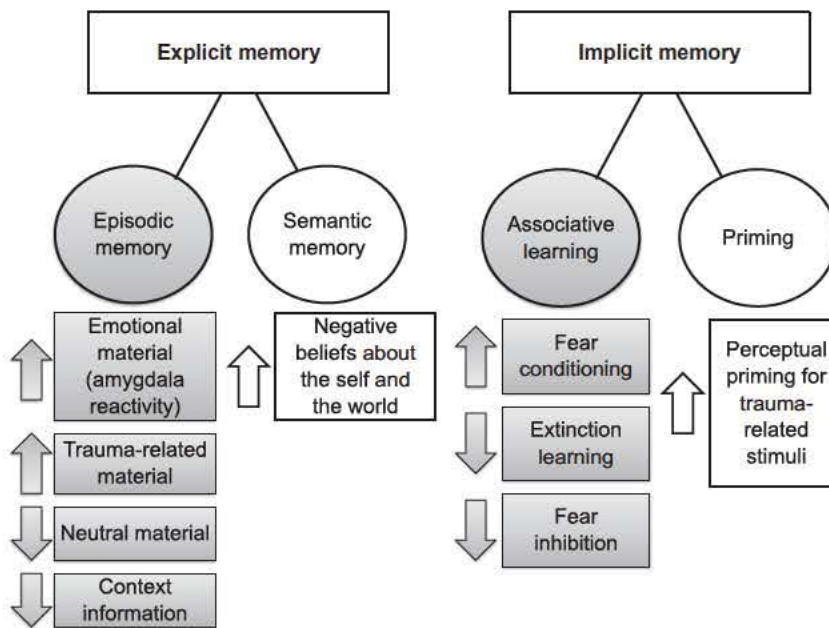 Explicit memory
Episodic
memory
Semantic
memory
Emotional
material
(amygdala
reactivity)
Negative
beliefs about
the self and
the world
Trauma-related
material
Neutral material
Context
information
Implicit memory
Associative
learning
Priming
Fear
conditioning
Extinction
learning
Fear
inhibition
Perceptual
priming for
trauma-
related
stimuli